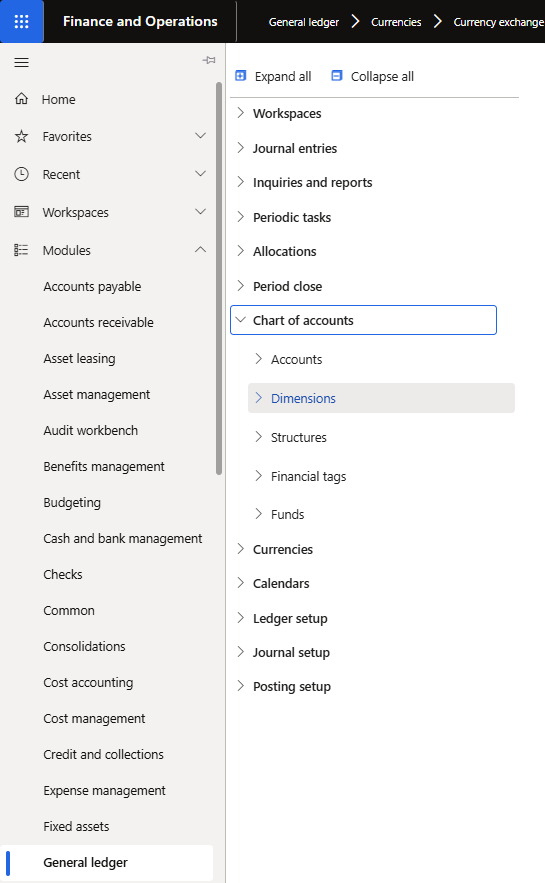 Finance and Operations
General ledger > Currencies > Currency exchange
Home
Favorites
Recent
Workspaces
Modules
Accounts payable
Accounts receivable
Asset leasing
Asset management
Audit workbench
Benefits management
Budgeting
Cash and bank management
Checks
Common
Consolidations
Cost accounting
Cost management
Credit and collections
Expense management
Fixed assets
General ledger
Expand all
Collapse all
Workspaces
Journal entries
Inquiries and reports
Periodic tasks
Allocations
Period close
Chart of accounts
Accounts
Dimensions
Structures
Financial tags
Funds
Currencies
Calendars
Ledger setup
Journal setup
Posting setup